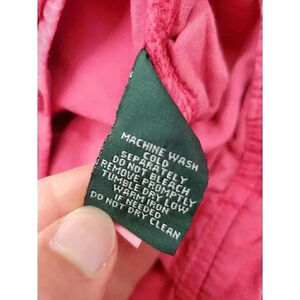 MACHINE WASH
COLD
SEPARATELY
DO NOT BLEACH
REMOVE PROMPTLY
TUMBLE DRY LOW
WARM IRON
IF NEEDED
DO NOT DRY CLEAN